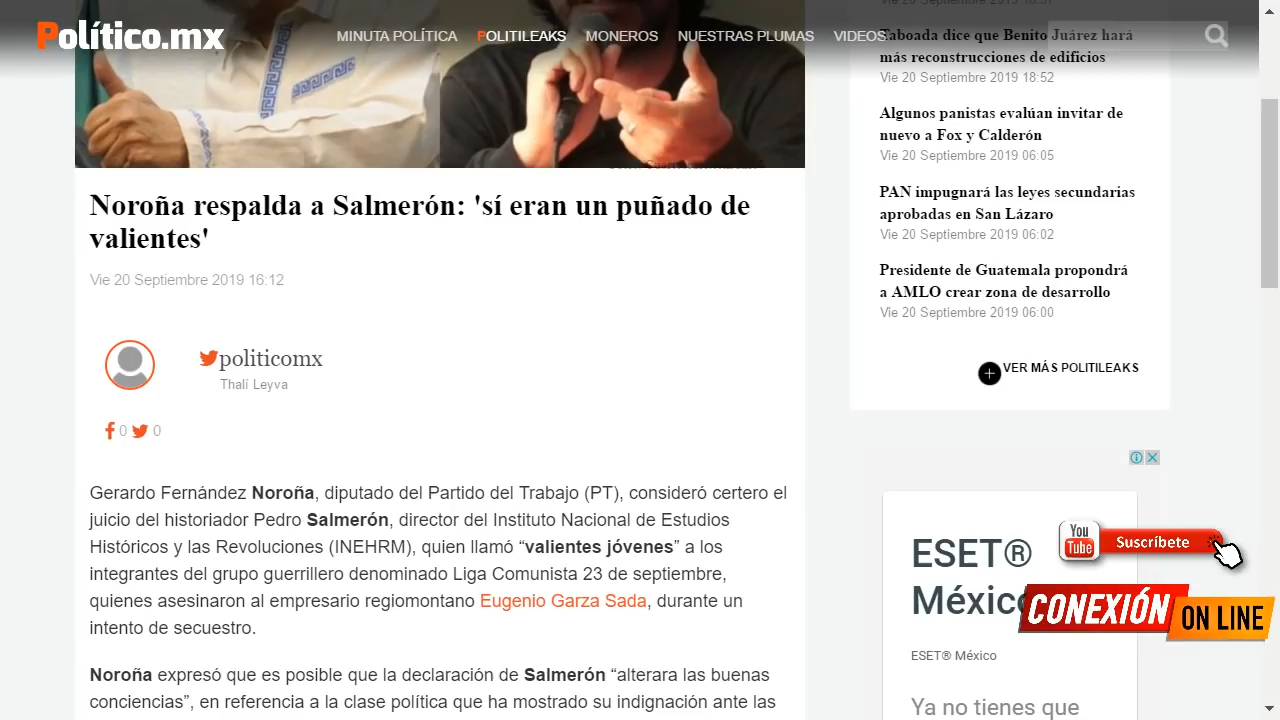 Político.mx
MINUTA POLÍTICA
POLITILEAKS
MONEROS
NUESTRAS PLUMAS
VIDEOS
Noroña respalda a Salmerón: 'sí eran un puñado de
valientes'
Vie 20 Septiembre 2019 16:12
politicomx
Thalí Leyva
0
0
Gerardo Fernández Noroña, diputado del Partido del Trabajo (PT), consideró certero el
juicio del historiador Pedro Salmerón, director del Instituto Nacional de Estudios
Históricos y las Revoluciones (INEHRM), quien llamó “valientes jóvenes” a los
integrantes del grupo guerrillero denominado Liga Comunista 23 de septiembre,
quienes asesinaron al empresario regiomontano Eugenio Garza Sada, durante un
intento de secuestro.
Noroña expresó que es posible que la declaración de Salmerón “alterara las buenas
conciencias”, en referencia a la clase política que ha mostrado su indignación ante las
Taboada dice que Benito Juárez hará
más reconstrucciones de edificios
Vie 20 Septiembre 2019 18:52
Algunos panistas evalúan invitar de
nuevo a Fox y Calderón
Vie 20 Septiembre 2019 06:05
PAN impugnará las leyes secundarias
aprobadas en San Lázaro
Vie 20 Septiembre 2019 06:02
Presidente de Guatemala propondrá
a AMLO crear zona de desarrollo
Vie 20 Septiembre 2019 06:00
VER MÁS POLITILEAKS
ESET®
México
ESET® México
Ya no tienes que
You
Tube
Suscríbete
CONEXIÓN
ON LINE